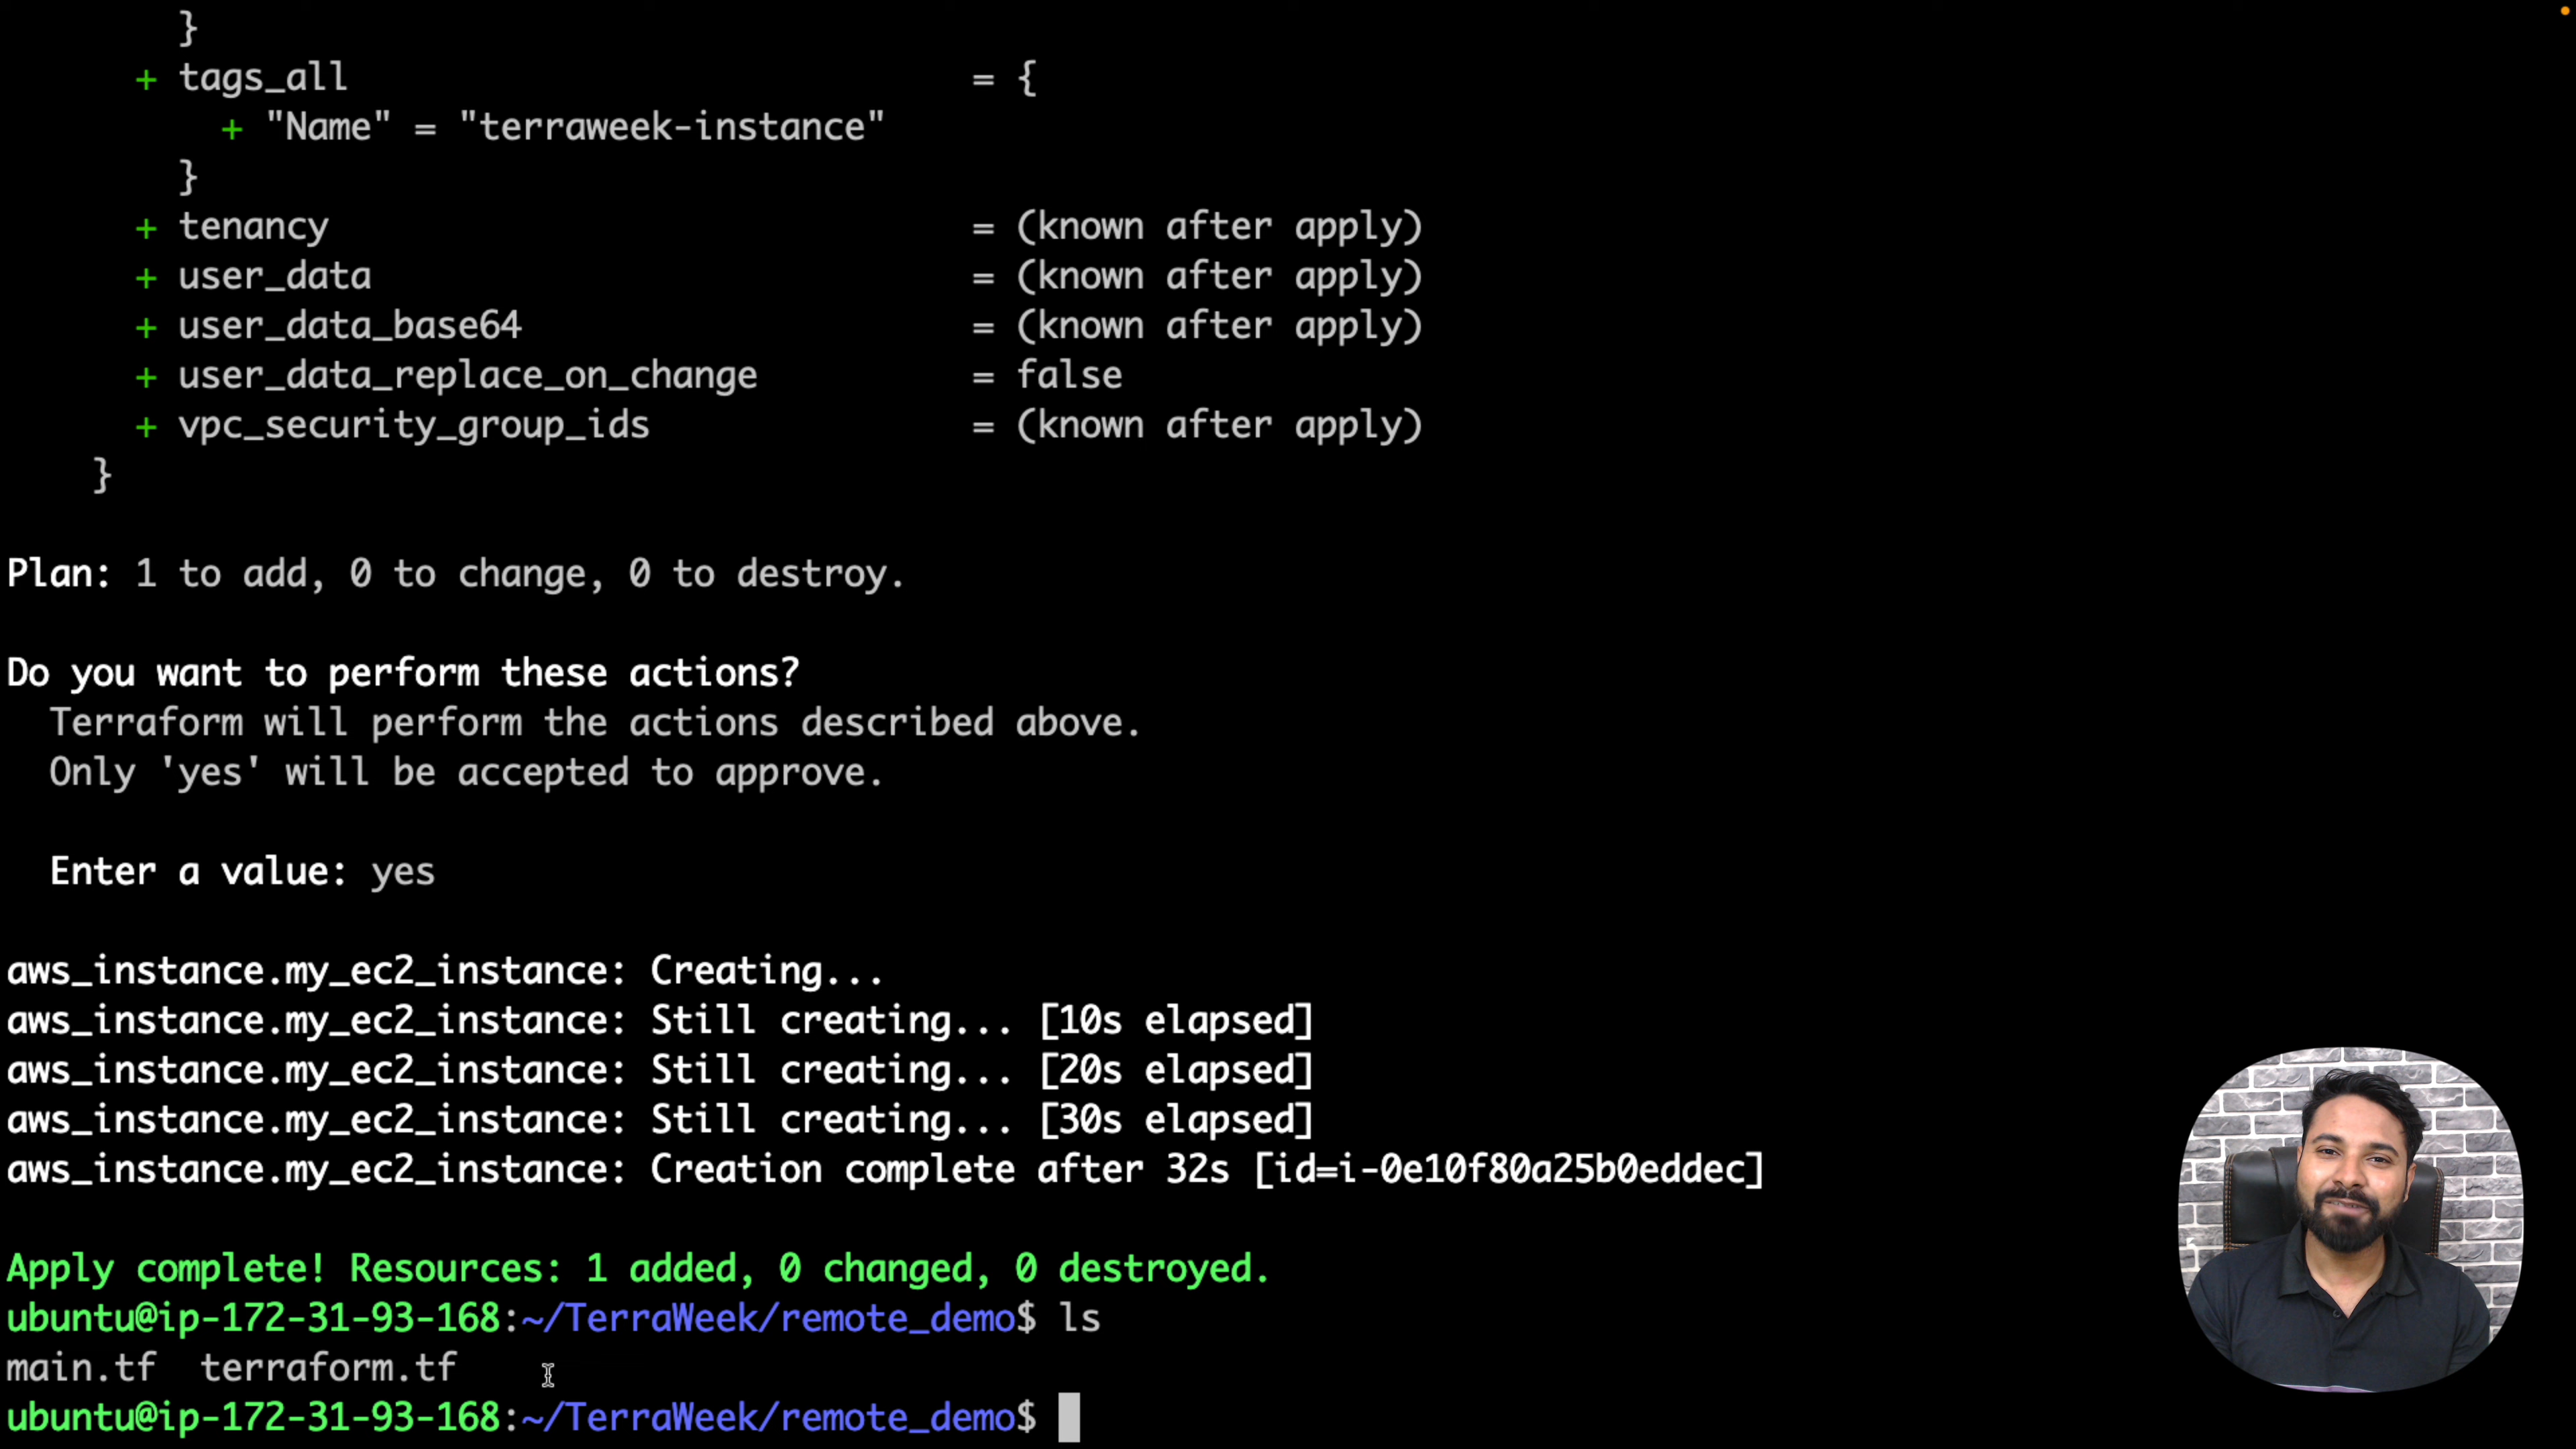 }
+ tags_all = {
+ "Name" = "terraweek-instance"
}
+ tenancy = (known after apply)
+ user_data = (known after apply)
+ user_data_base64 = (known after apply)
+ user_data_replace_on_change = false
+ vpc_security_group_ids = (known after apply)
}
Plan: 1 to add, 0 to change, 0 to destroy.
Do you want to perform these actions?
Terraform will perform the actions described above.
Only 'yes' will be accepted to approve.
Enter a value: yes
aws_instance.my_ec2_instance: Creating...
aws_instance.my_ec2_instance: Still creating... [10s elapsed]
aws_instance.my_ec2_instance: Still creating... [20s elapsed]
aws_instance.my_ec2_instance: Still creating... [30s elapsed]
aws_instance.my_ec2_instance: Creation complete after 32s [id=i-0e10f80a25b0eddec]
Apply complete! Resources: 1 added, 0 changed, 0 destroyed.
ubuntu@ip-172-31-93-168:~/TerraWeek/remote_demo$ ls
main.tf terraform.tf
ubuntu@ip-172-31-93-168:~/TerraWeek/remote_demo$